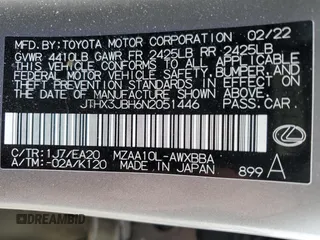 MFD. BY: TOYOTA MOTOR CORPORATION 02/22
GVWR 4410LB GAWR FR 2425LB RR 2425LB
THIS VEHICLE CONFORMS TO ALL APPLICABLE
FEDERAL MOTOR VEHICLE SAFETY, BUMPER, AND
THEFT PREVENTION STANDARDS IN EFFECT ON THE
DATE OF MANUFACTURE SHOWN ABOVE.
JTHX3JBH6N2051446
C/TR:1J7/EA20 MZAA10L-AWXBBA
A/TM:-02A/K120 MADE IN JAPAN
899 A
DREAMBID